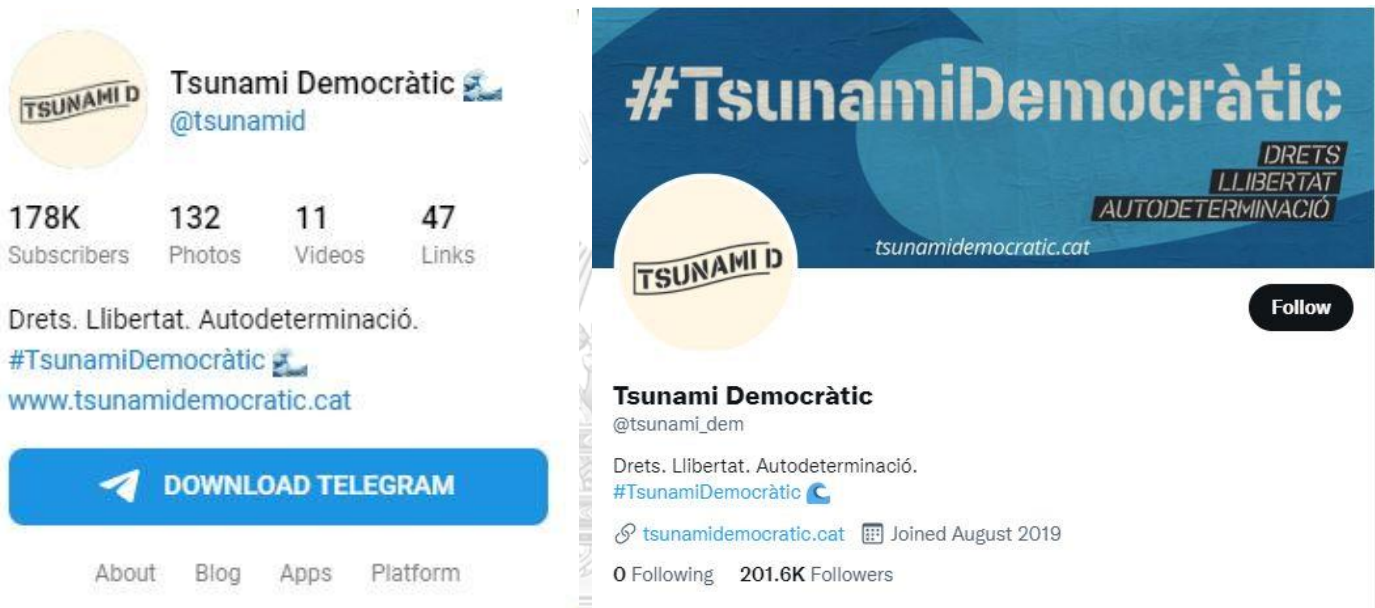 TSUNAMI D
Tsunami Democràtic 🌊
@tsunamid
178K 132 11 47
Subscribers Photos Videos Links
Drets. Llibertat. Autodeterminació.
#TsunamiDemocràtic 🌊
www.tsunamidemocratic.cat
DOWNLOAD TELEGRAM
About Blog Apps Platform
#TsunamiDemocràtic
DRETS
LLIBERTAT
AUTODETERMINACIÓ
tsunamidemocratic.cat
TSUNAMI D
Follow
Tsunami Democràtic
@tsunami_dem
Drets. Llibertat. Autodeterminació.
#TsunamiDemocràtic 🌊
tsunamidemocratic.cat Joined August 2019
0 Following 201.6K Followers